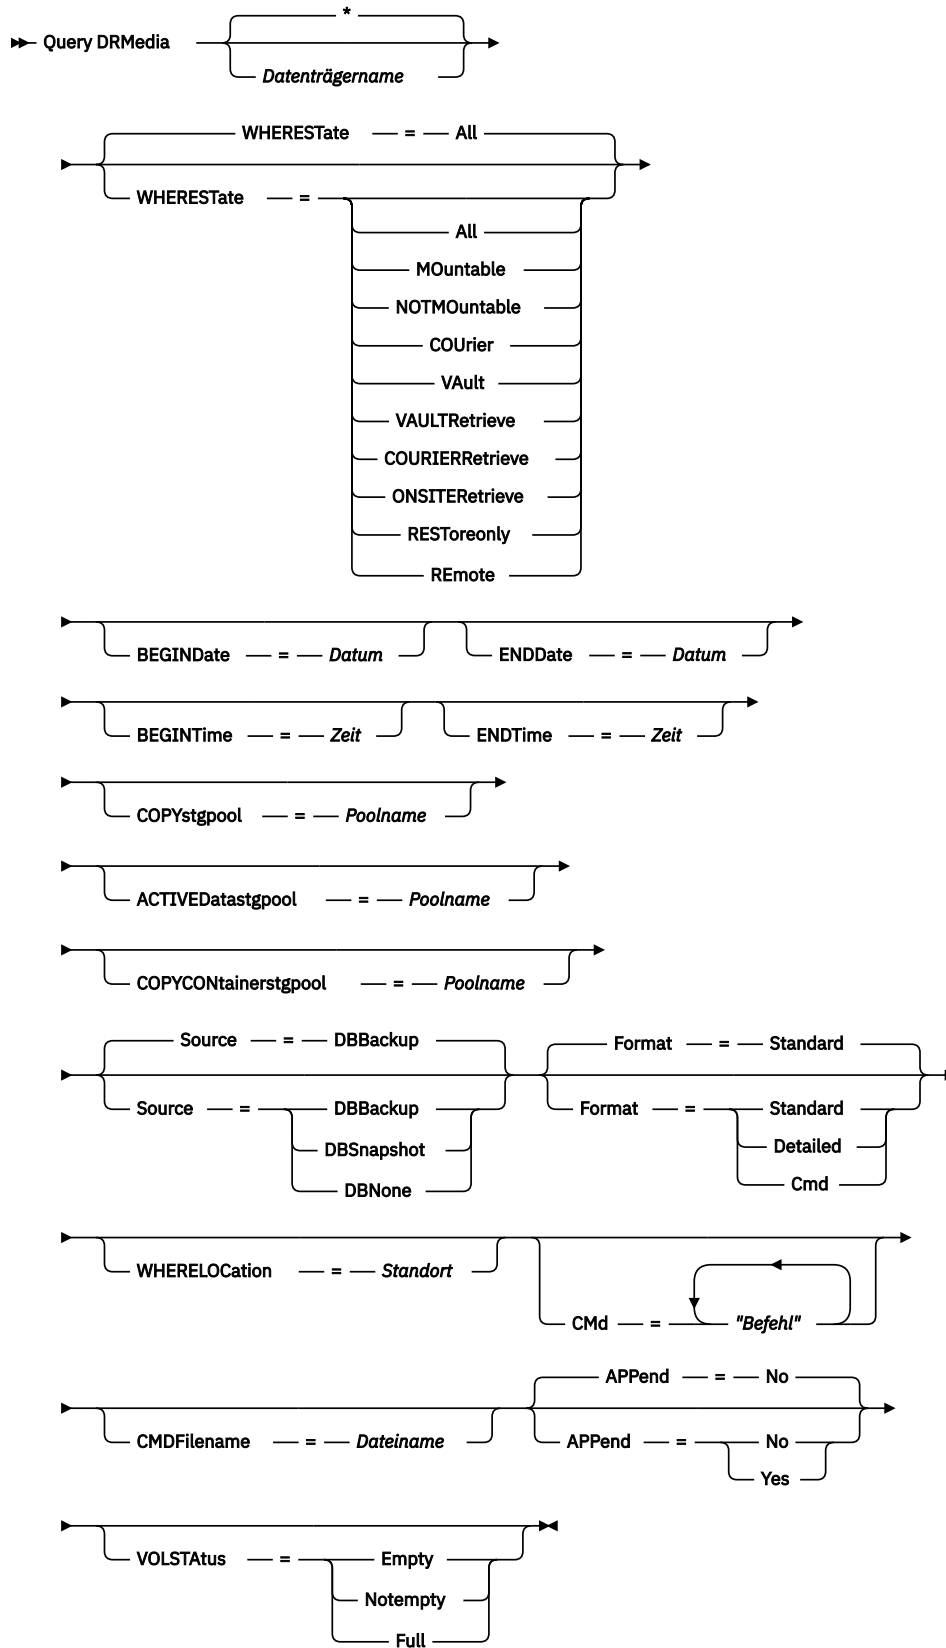 *
Query DRMedia
Datenträgername
WHERESTate = All
WHERESTate =
All
MOuntable
NOTMOuntable
COUrier
VAult
VAULTRetrieve
COURIERRetrieve
ONSITERetrieve
RESToreonly
REmote
BEGINDate = Datum ENDDate = Datum
BEGINTime = Zeit ENDTime = Zeit
COPYstgpool = Poolname
ACTIVEDatastgpool = Poolname
COPYCONtainerstgpool = Poolname
Source = DBBackup Format = Standard
Source = DBBackup Format = Standard
DBSnapshot Detailed
DBNone Cmd
WHERELOCation = Standort
CMd = "Befehl"
APPend = No
CMDFilename = Dateiname APPend = No
Yes
VOLSTAtus = Empty
Notempty
Full